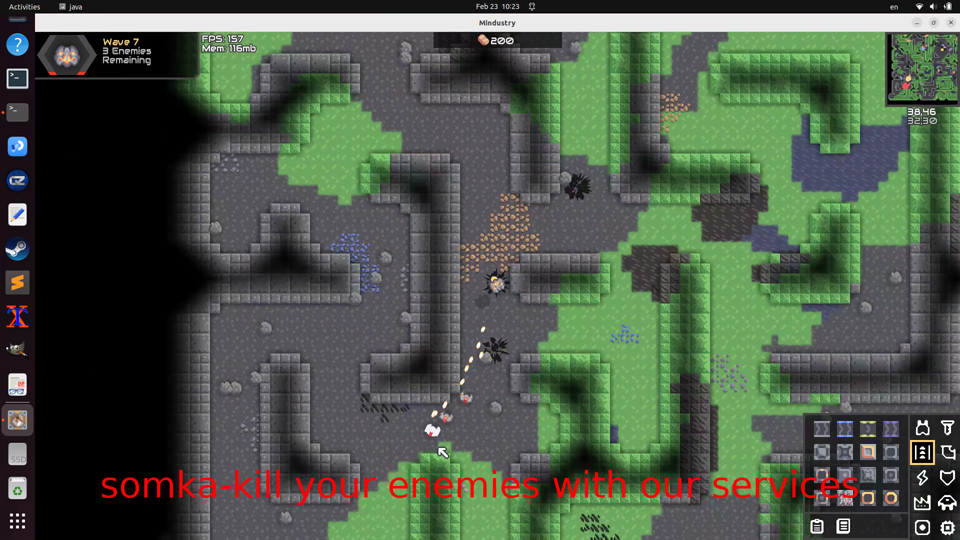 Activities
java
Feb 23 10:23
en
Mindustry
Wave 7
3 Enemies
Remaining
FPS: 157
Mem: 116mb
200
38,46
32,30
SSD
somka-kill your enemies with our services